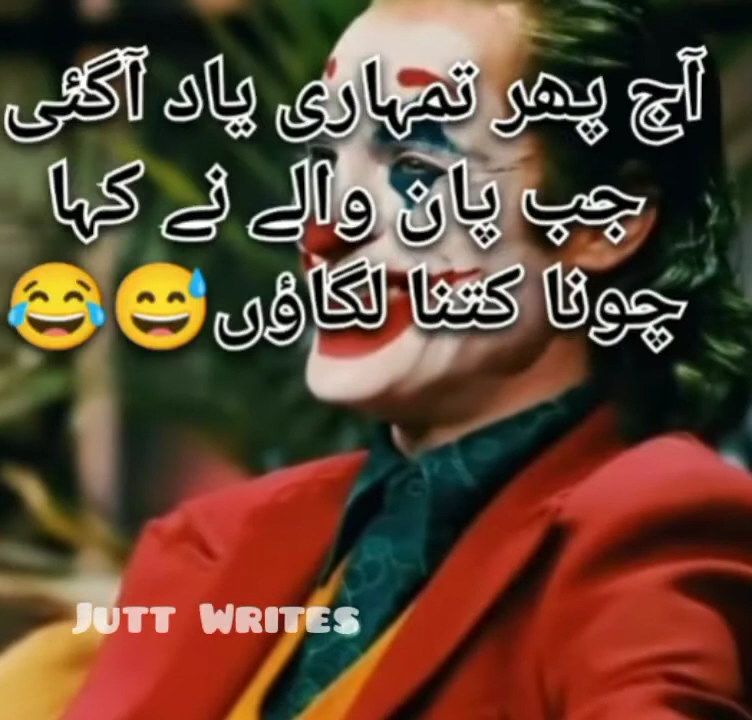 آج پھر تمہاری یاد آگئی
جب پان والے نے کہا
چونا کتنا لگاؤں😅😂
JUTT WRITES